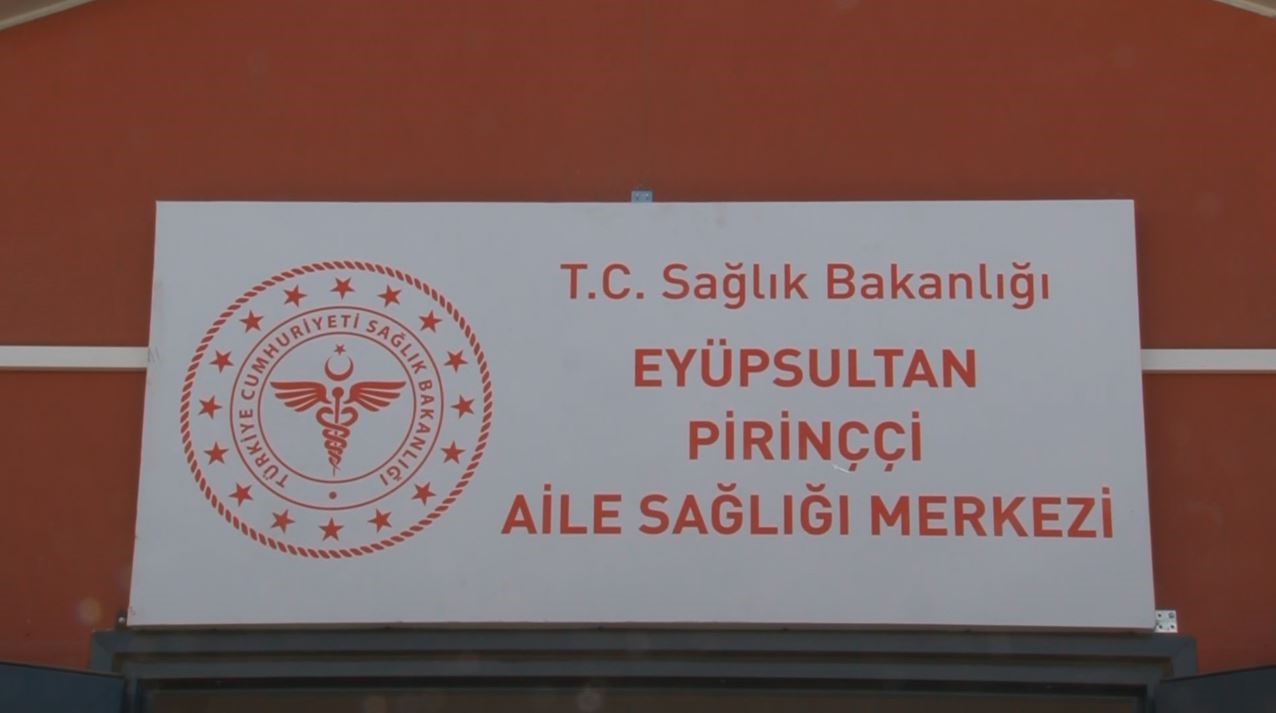 TÜRKİYE CUMHURİYETİ SAĞLIK BAKANLIĞI
T.C. Sağlık Bakanlığı
EYÜPSULTAN
PİRİNÇÇİ
AİLE SAĞLIĞI MERKEZİ